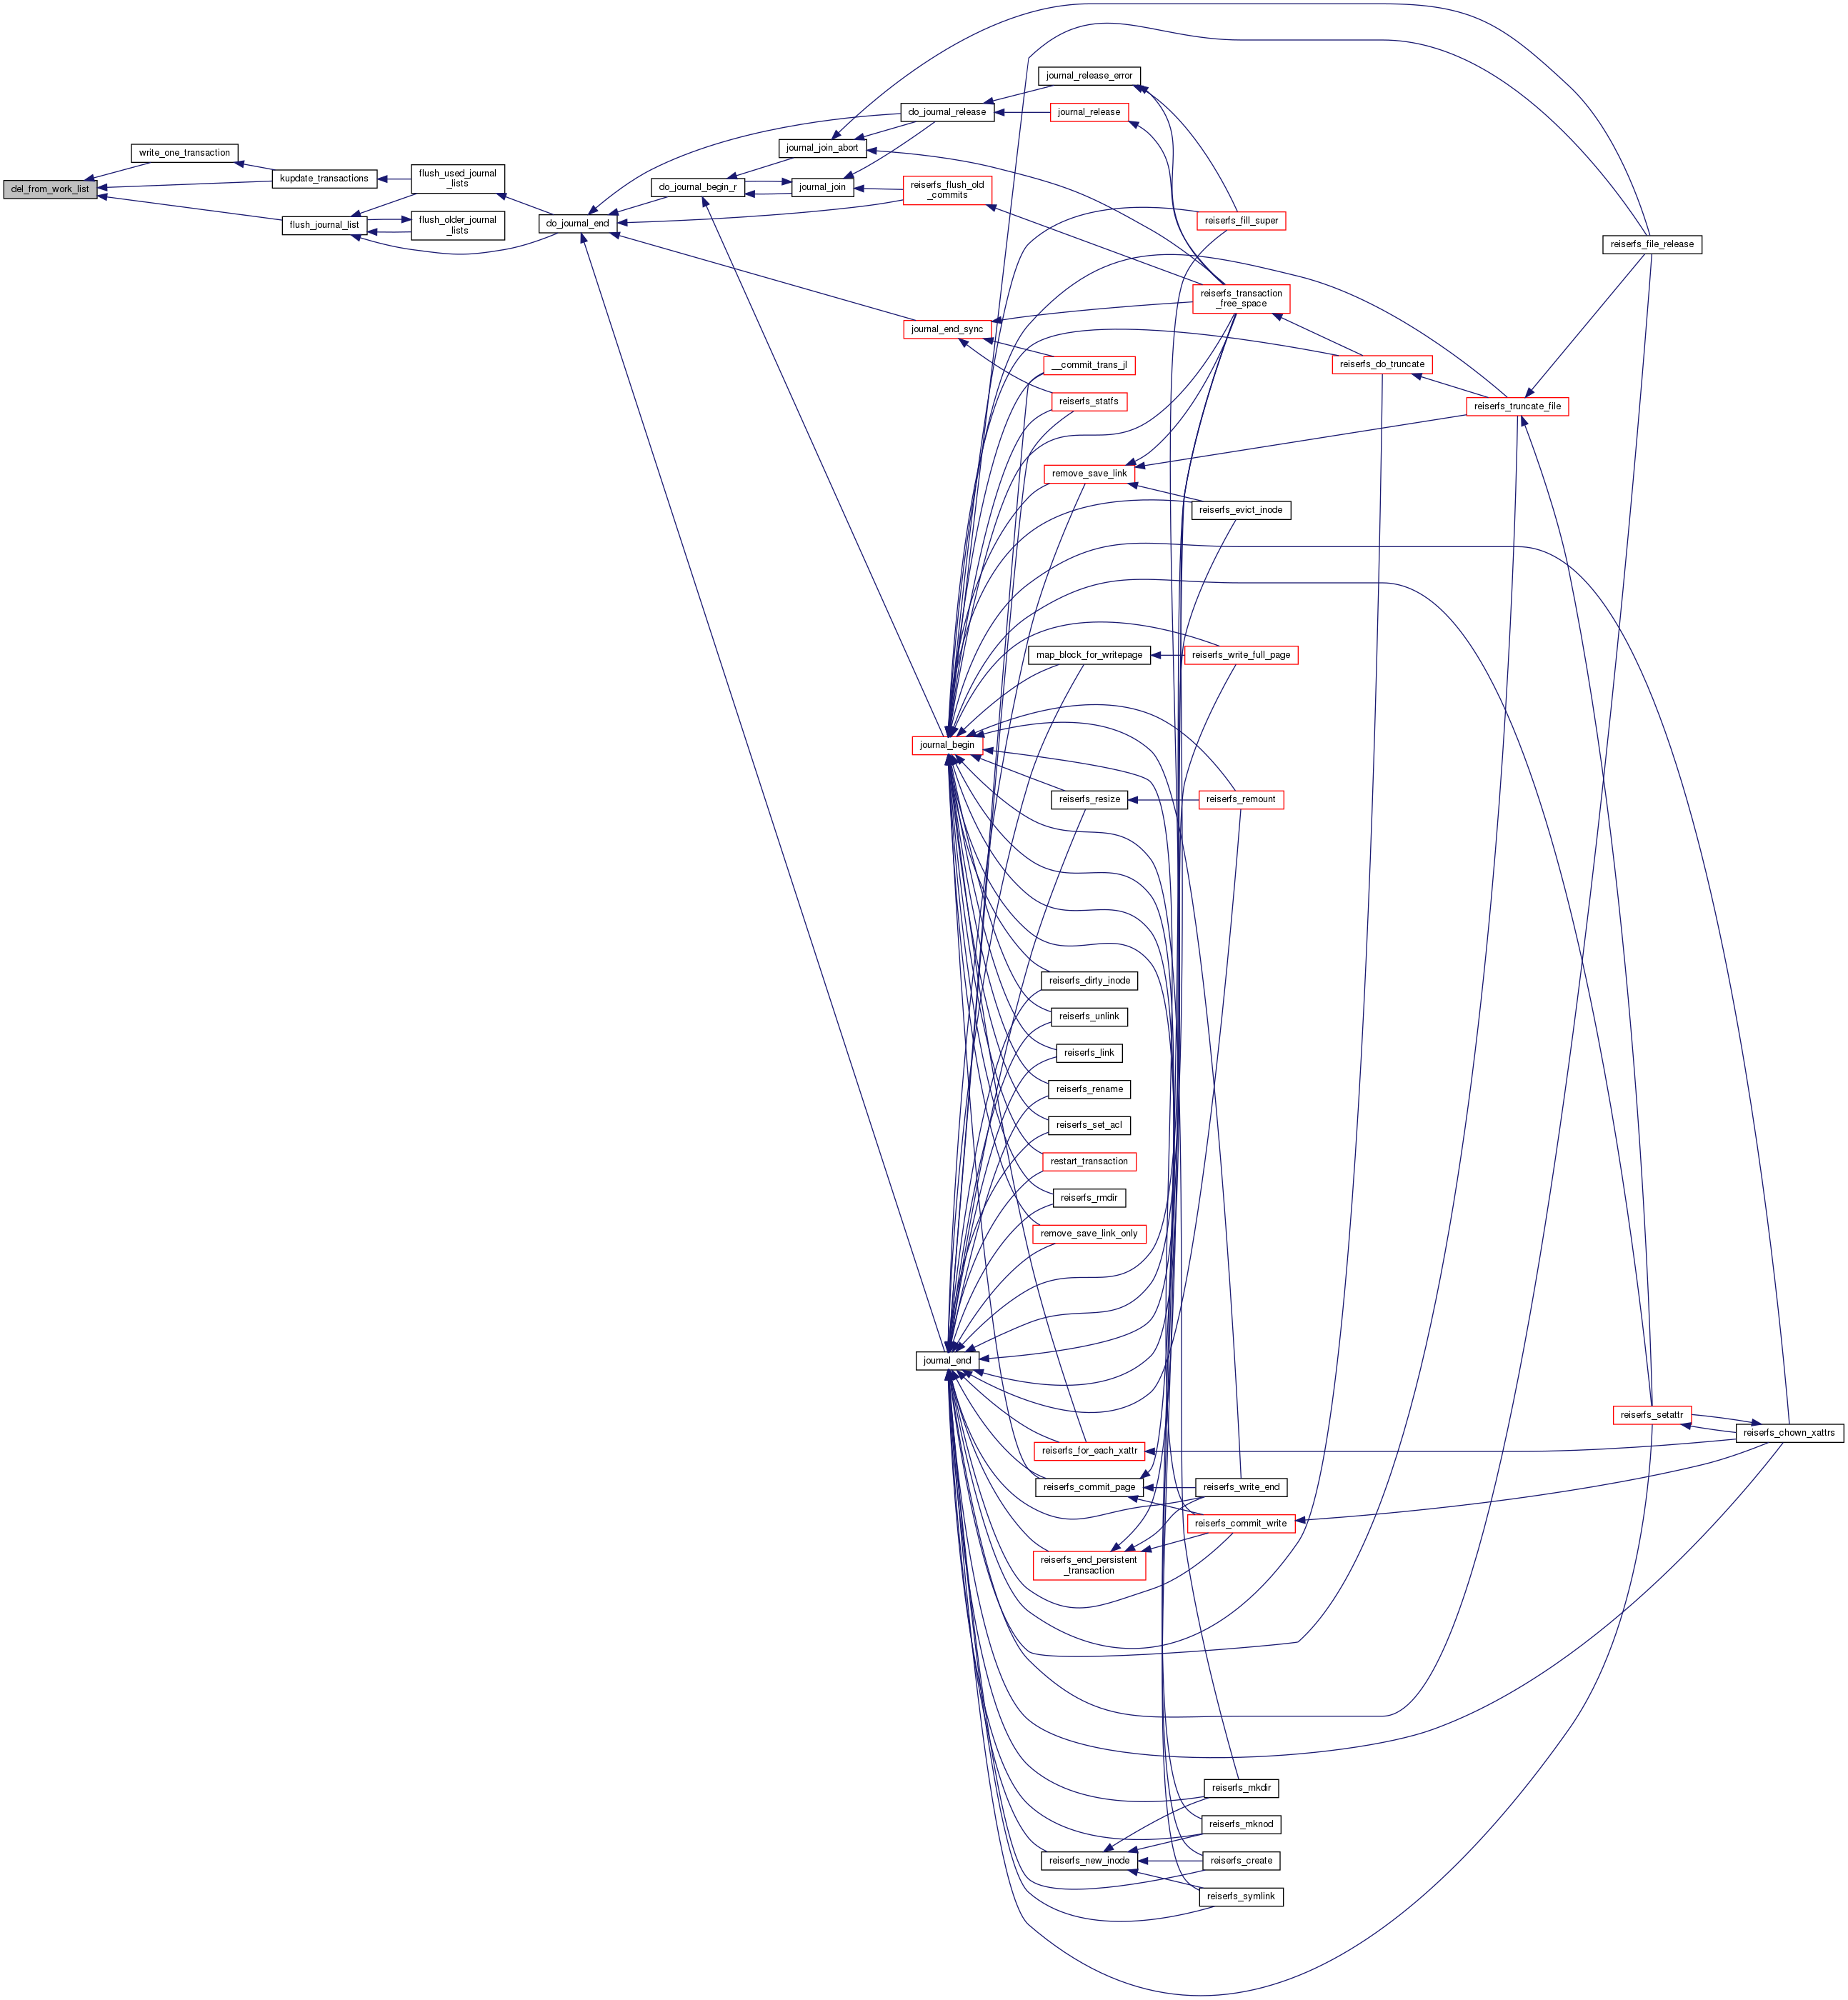 del_from_work_list
write_one_transaction
kupdate_transactions
flush_journal_list
flush_used_journal
_lists
flush_older_journal
_lists
do_journal_end
do_journal_begin_r
journal_join_abort
journal_join
do_journal_release
reiserfs_flush_old
_commits
journal_end_sync
journal_begin
journal_end
journal_release_error
journal_release
__commit_trans_jl
reiserfs_statfs
remove_save_link
map_block_for_writepage
reiserfs_resize
reiserfs_dirty_inode
reiserfs_unlink
reiserfs_link
reiserfs_rename
reiserfs_set_acl
restart_transaction
reiserfs_rmdir
remove_save_link_only
reiserfs_for_each_xattr
reiserfs_commit_page
reiserfs_end_persistent
_transaction
reiserfs_new_inode
reiserfs_fill_super
reiserfs_transaction
_free_space
reiserfs_evict_inode
reiserfs_write_full_page
reiserfs_remount
reiserfs_write_end
reiserfs_commit_write
reiserfs_mkdir
reiserfs_mknod
reiserfs_create
reiserfs_symlink
reiserfs_do_truncate
reiserfs_truncate_file
reiserfs_file_release
reiserfs_setattr
reiserfs_chown_xattrs